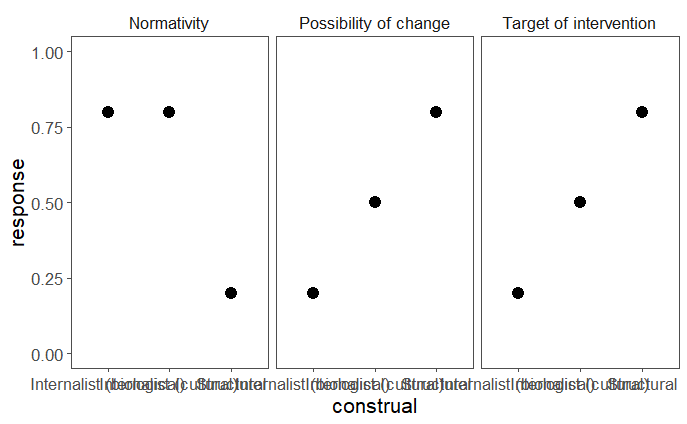 Normativity
Possibility of change
Target of intervention
response
1.00
0.75
0.50
0.25
0.00
Internalist (biological) Internalist (cultural) Structural
Internalist (biological) Internalist (cultural) Structural
Internalist (biological) Internalist (cultural) Structural
construal